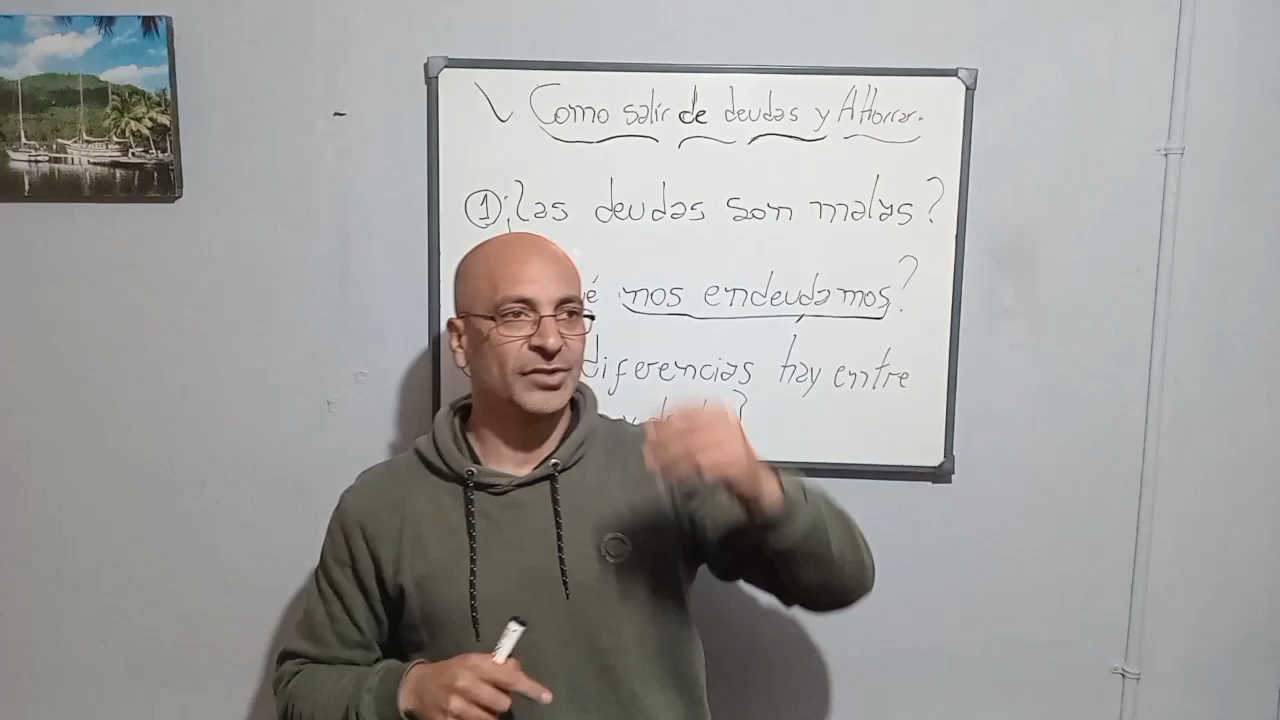 Como salir de deudas y AHorrar.
① ¿las deudas son malas?
é nos endeudamos?
diferencias hay entre
y